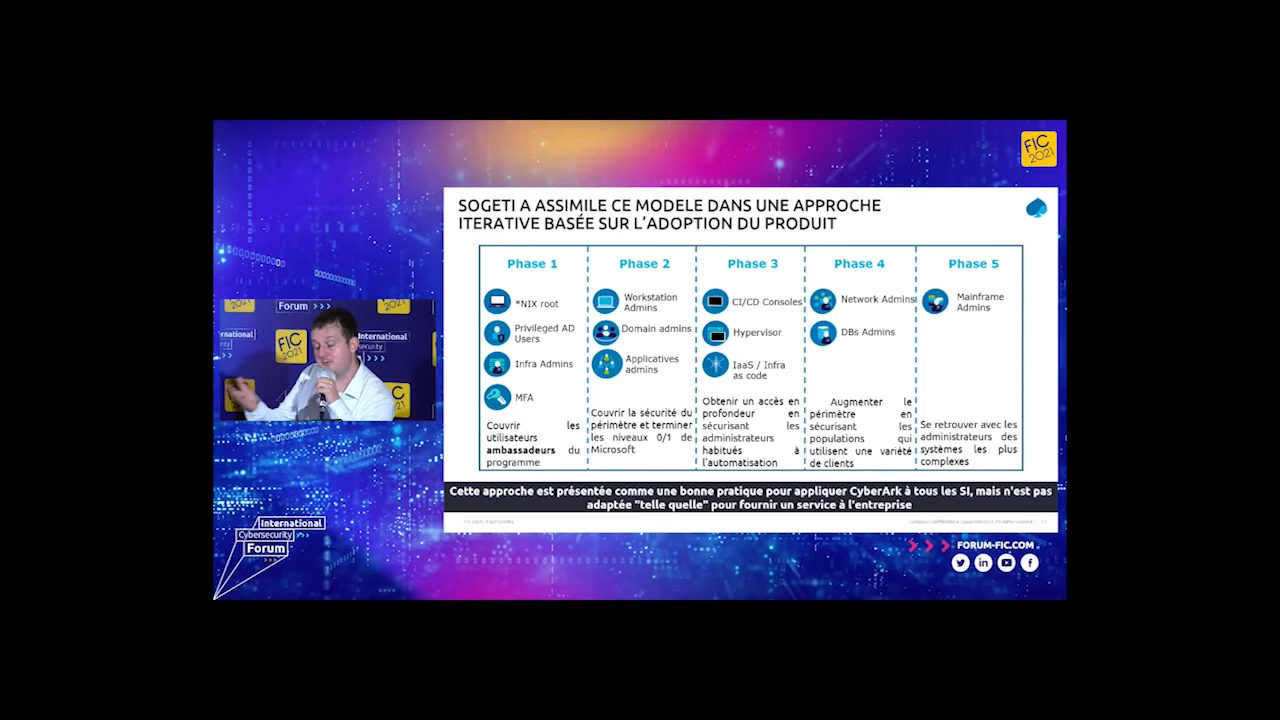 FIC
2021
SOGETI A ASSIMILE CE MODELE DANS UNE APPROCHE
ITERATIVE BASÉE SUR L'ADOPTION DU PRODUIT
Phase 1
*NIX root
Privileged AD
Users
Infra Admins
MFA
Couvrir les
utilisateurs
ambassadeurs du
programme
Phase 2
Workstation
Admins
Domain admins
Applicatives
admins
Couvrir la sécurité du
périmètre et terminer
les niveaux 0/1 de
Microsoft
Phase 3
CI/CD Consoles
Hypervisor
IaaS / Infra
as code
Obtenir un accès en
profondeur en
sécurisant les
administrateurs
habitués à
l'automatisation
Phase 4
Network Admins
DBs Admins
Augmenter le
périmètre en
sécurisant les
populations qui
utilisent une variété
de clients
Phase 5
Mainframe
Admins
Se retrouver avec les
administrateurs des
systèmes les plus
complexes
Cette approche est présentée comme une bonne pratique pour appliquer CyberArk à tous les SI, mais n'est pas
adaptée "telle quelle" pour fournir un service à l'entreprise
Forum >>>
FIC
2021
International
Cybersecurity
Forum
>>>
FORUM-FIC.COM